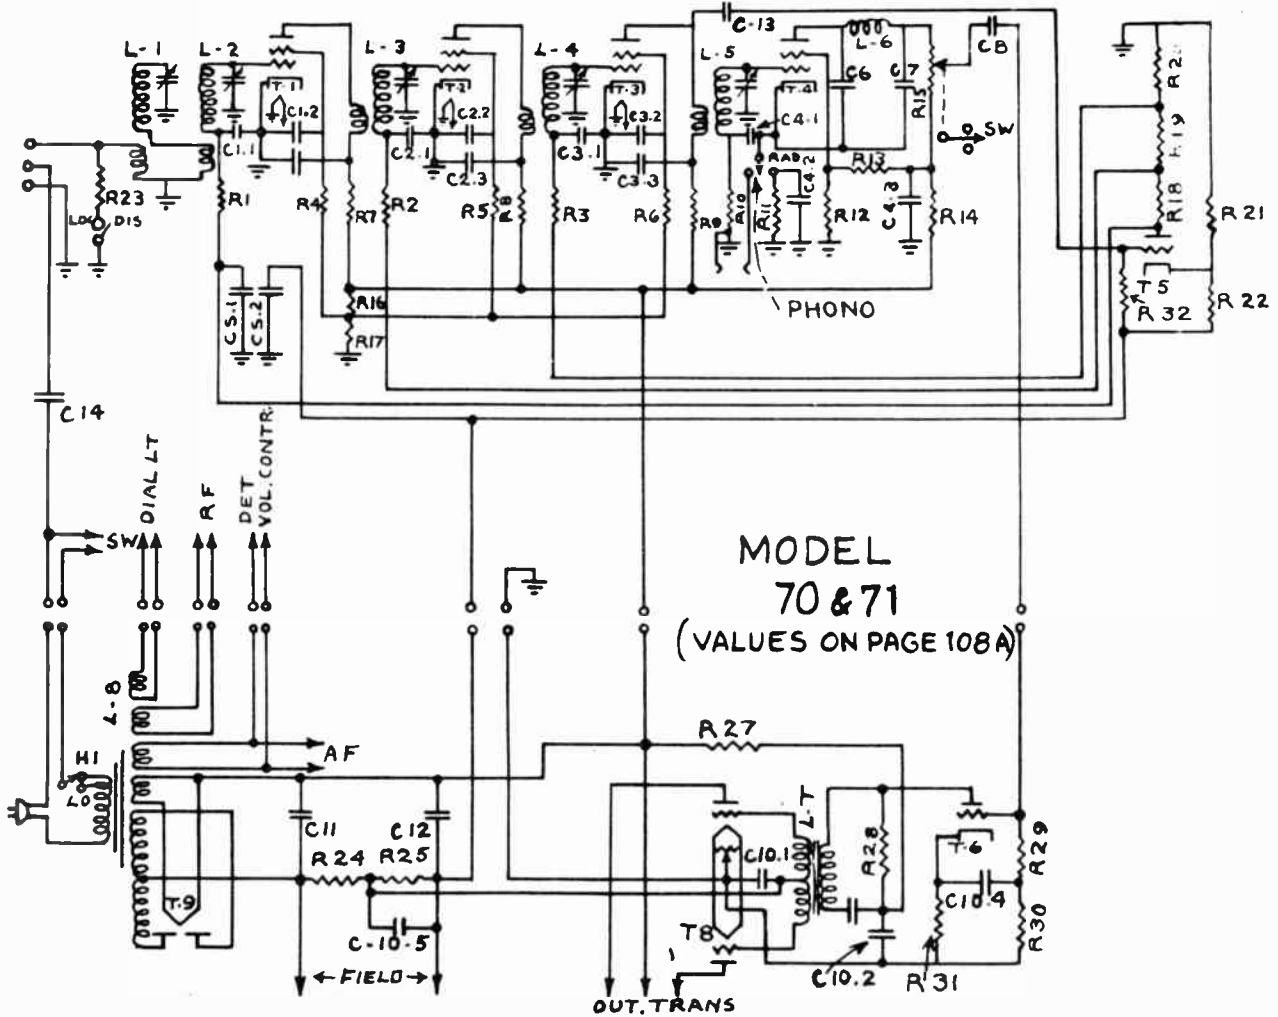 C-13
L-1
L-2
L-3
L-4
L-5
L-6
C8
C6
C.7
R15
R2
R19
R18
SW
T-1
T-3
T-4
C1.2
C2.2
C3.2
C4.1
C1.1
C2.1
C3.1
C2.3
C3.3
RAD
C4.2
R13
C4.3
R23
LOC
DIS
R1
R4
R7
R2
R5
R8
R3
R6
R9
R10
R11
R12
R14
R21
T5
R32
R22
C5.1
C5.2
R16
R17
PHONO
C14
DIAL LT
RF
DET
VOL. CONTR.
SW
MODEL
70 & 71
(VALUES ON PAGE 108A)
L-8
HI
LO
AF
R27
C11
C12
R24
R25
T.9
C-10-5
←FIELD→
C10.1
L-7
R28
T.6
R29
C10.4
R30
T8
C10.2
R31
OUT. TRANS